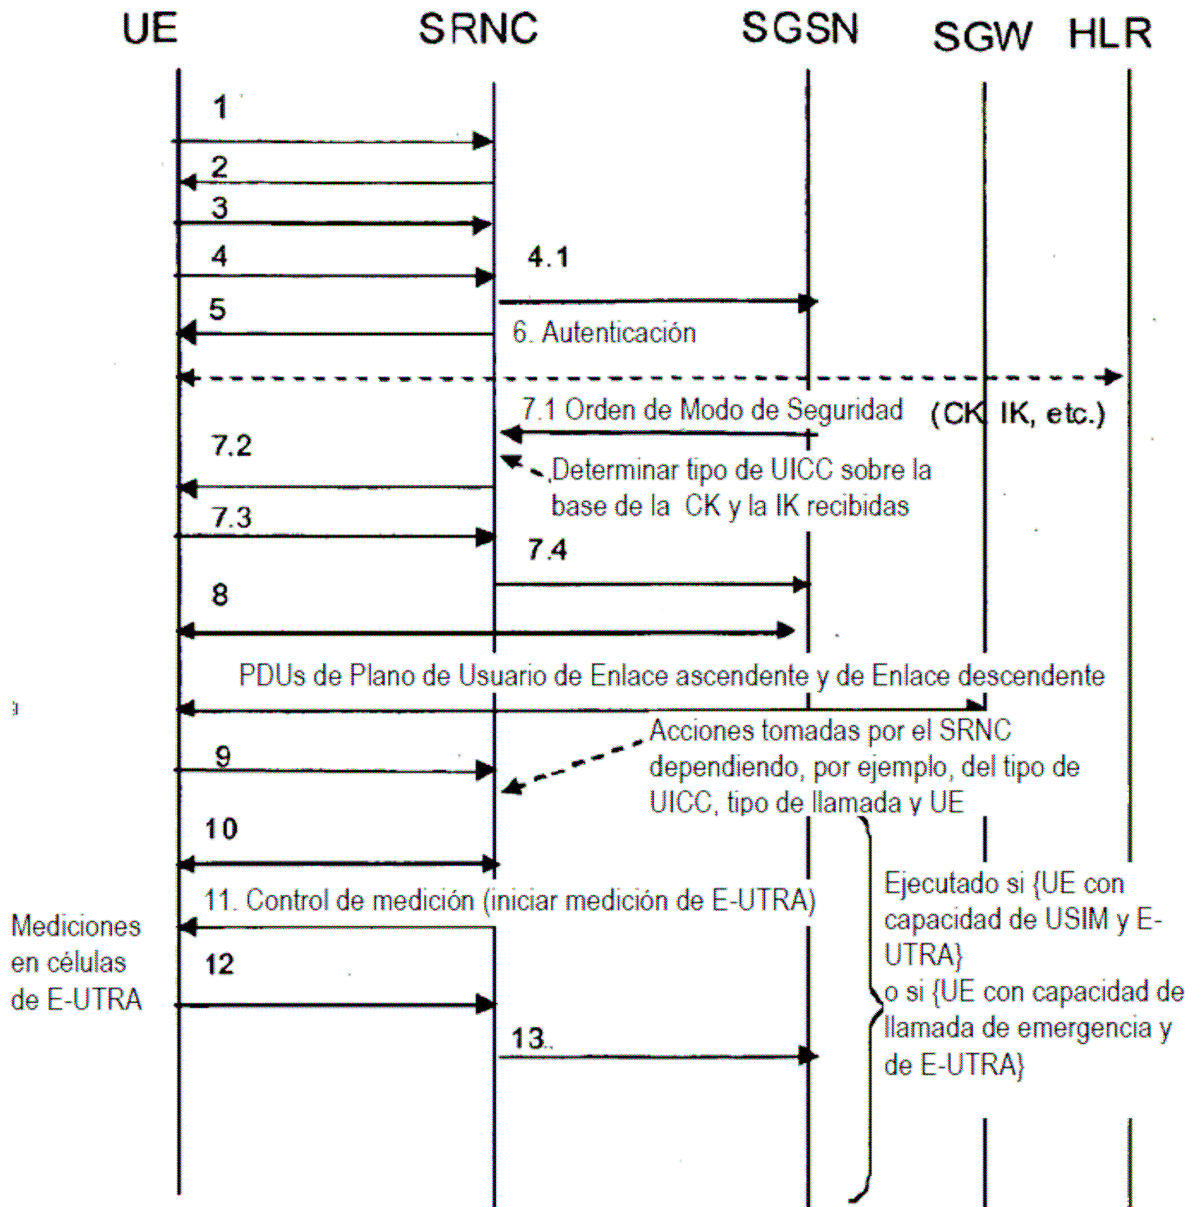 UE SRNC SGSN SGW HLR
1
2
3
4
4.1
5
6. Autenticación
7.1 Orden de Modo de Seguridad
(CK, IK, etc.)
7.2
Determinar tipo de UICC sobre la
base de la CK y la IK recibidas
7.3
7.4
8
PDUs de Plano de Usuario de Enlace ascendente y de Enlace descendente
Acciones tomadas por el SRNC
dependiendo, por ejemplo, del tipo de
UICC, tipo de llamada y UE
9
10
11. Control de medición (iniciar medición de E-UTRA)
Mediciones
en células
de E-UTRA
12
13..
Ejecutado si {UE con
capacidad de USIM y E-
UTRA}
o si {UE con capacidad de
llamada de emergencia y
de E-UTRA}